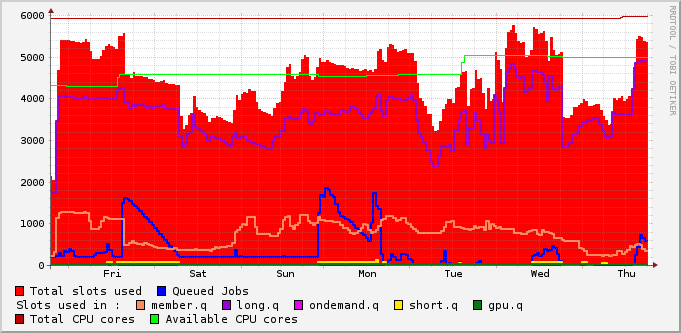 RRDTOOL / TOBI OETIKER
6000
5000
4000
3000
2000
1000
0
Fri Sat Sun Mon Tue Wed Thu
Total slots used Queued Jobs
Slots used in : member.q long.q ondemand.q short.q gpu.q
Total CPU cores Available CPU cores